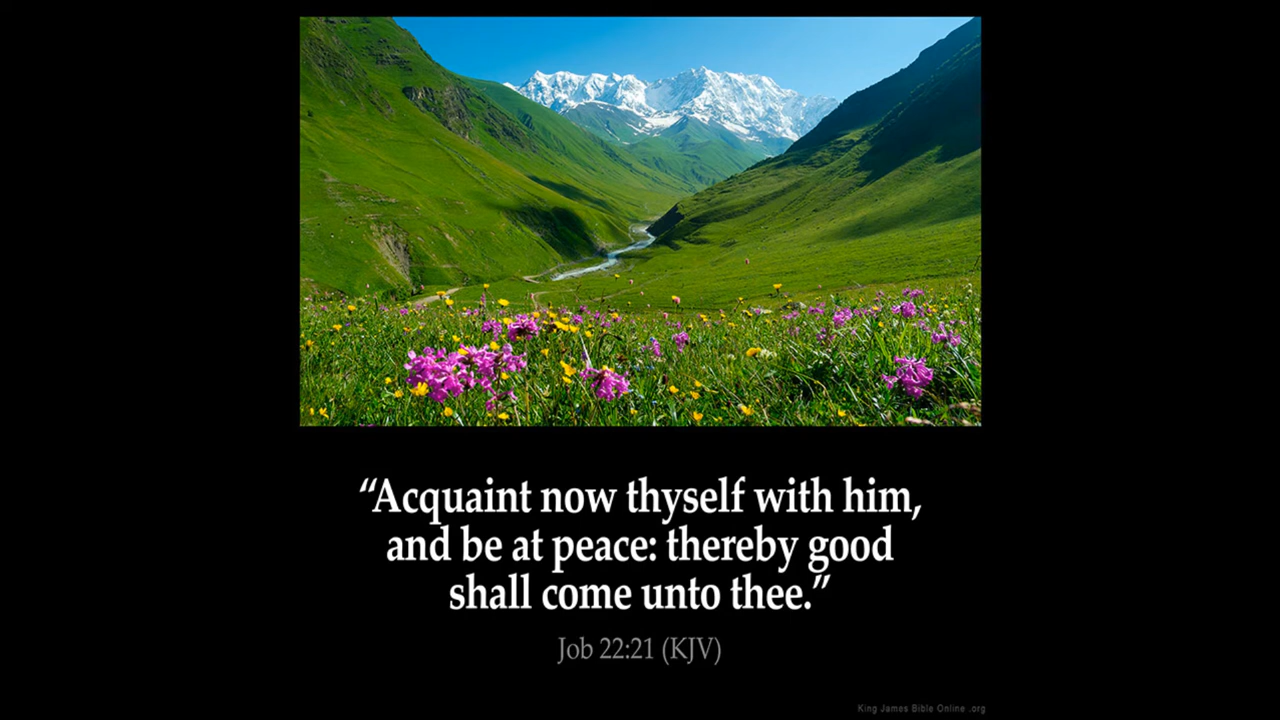 “Acquaint now thyself with him,
and be at peace: thereby good
shall come unto thee.”
Job 22:21 (KJV)
King James Bible Online .org